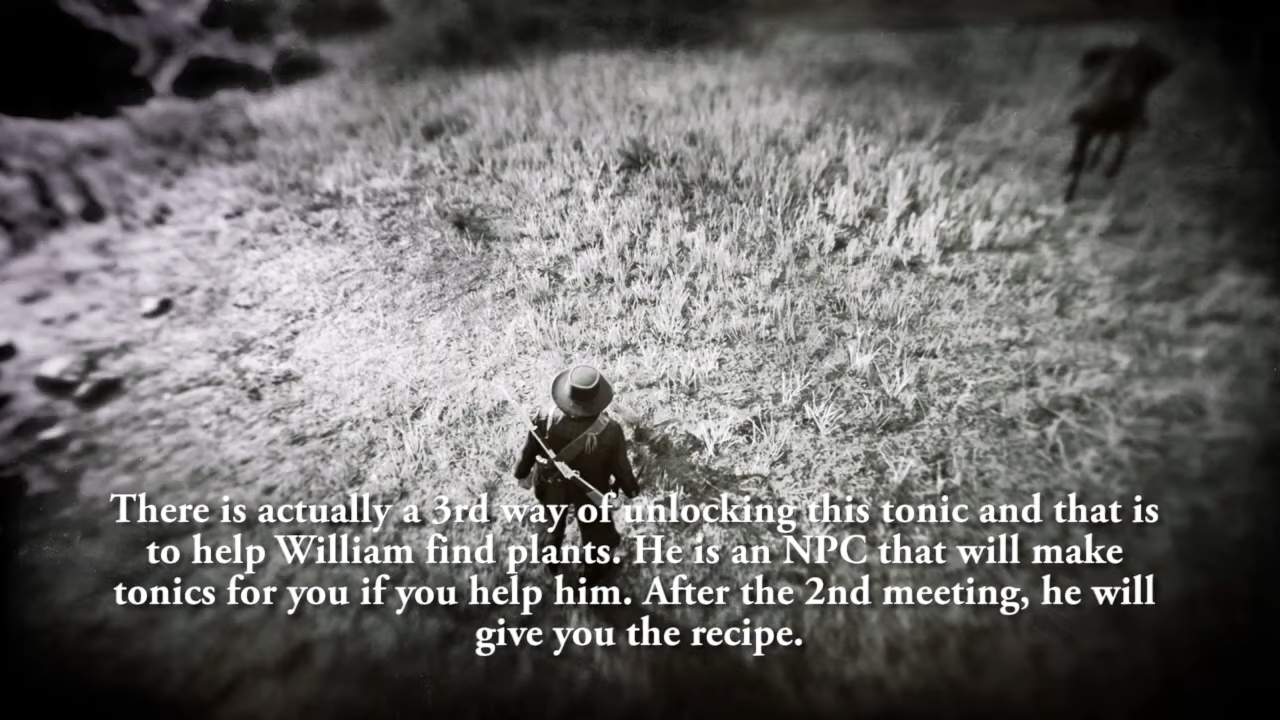 There is actually a 3rd way of unlocking this tonic and that is
to help William find plants. He is an NPC that will make
tonics for you if you help him. After the 2nd meeting, he will
give you the recipe.